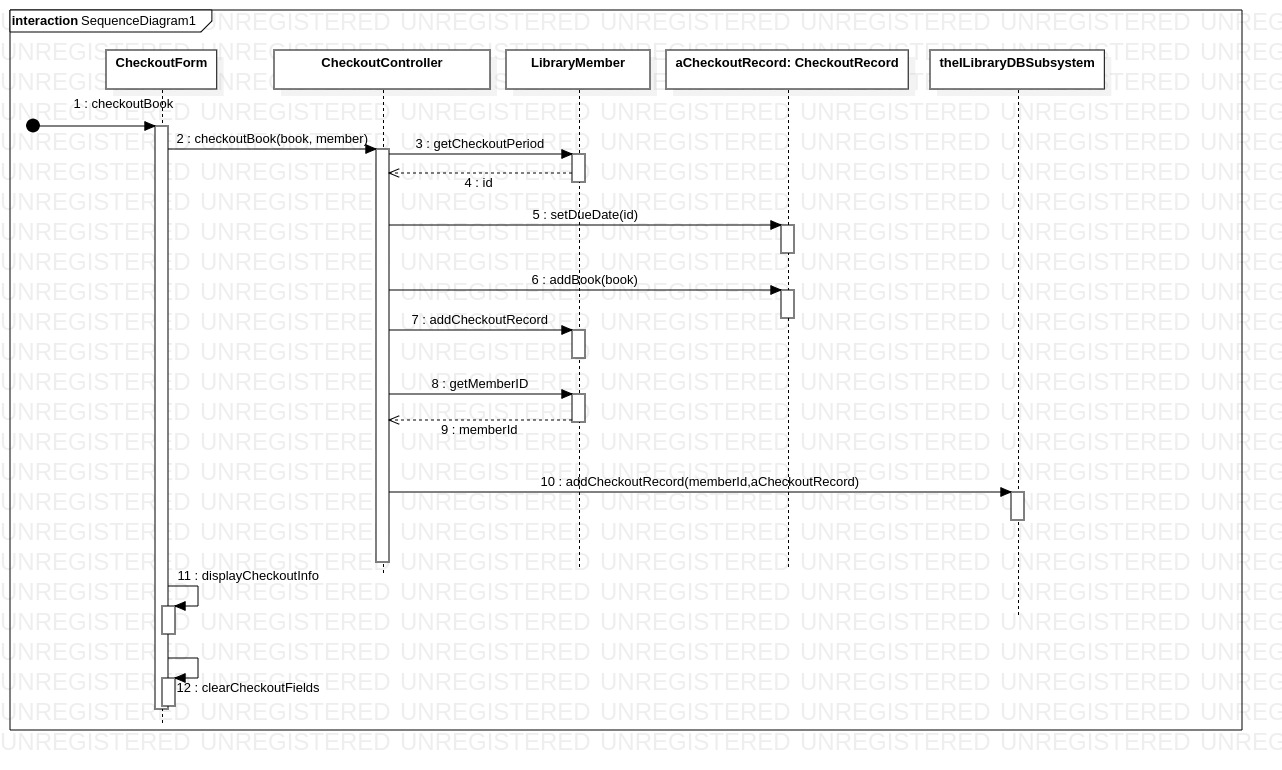 interaction SequenceDiagram1
CheckoutForm
CheckoutController
LibraryMember
aCheckoutRecord: CheckoutRecord
theILibraryDBSubsystem
1 : checkoutBook
2 : checkoutBook(book, member)
3 : getCheckoutPeriod
4 : id
5 : setDueDate(id)
6 : addBook(book)
7 : addCheckoutRecord
8 : getMemberID
9 : memberId
10 : addCheckoutRecord(memberId,aCheckoutRecord)
11 : displayCheckoutInfo
12 : clearCheckoutFields
UNREGISTERED UNREGISTERED UNREGISTERED UNREGISTERED UNREGISTERED UNREGISTERED